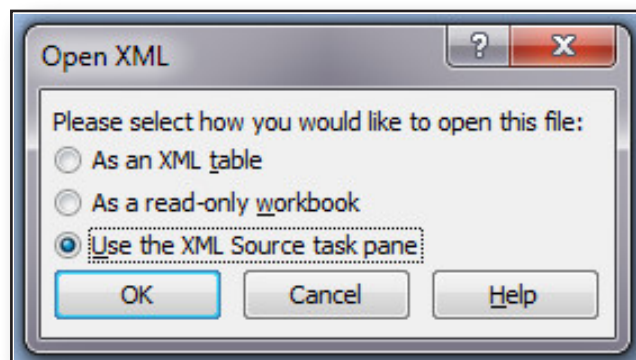 Open XML
Please select how you would like to open this file:
As an XML table
As a read-only workbook
Use the XML Source task pane
OK Cancel Help